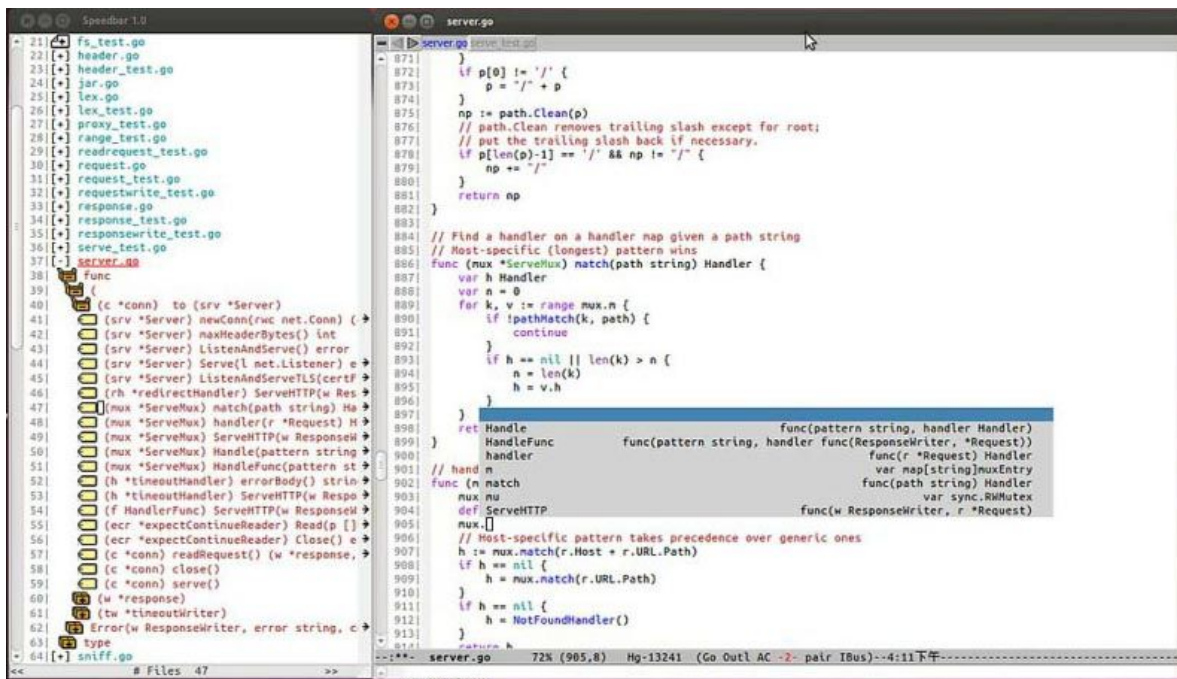 Speedbar 1.0
21| fs_test.go
22|[+] header.go
23|[+] header_test.go
24|[+] jar.go
25|[+] lex.go
26|[+] lex_test.go
27|[+] proxy_test.go
28|[+] range_test.go
29|[+] readrequest_test.go
30|[+] request.go
31|[+] request_test.go
32|[+] requestwrite_test.go
33|[+] response.go
34|[+] response_test.go
35|[+] responsewrite_test.go
36|[+] serve_test.go
37|[-] server.go
38| func
39| (
40| (c *conn) to (srv *Server)
41| (srv *Server) newConn(rwc net.Conn) (
42| (srv *Server) maxHeaderBytes() int
43| (srv *Server) ListenAndServe() error
44| (srv *Server) Serve(l net.Listener) e
45| (srv *Server) ListenAndServeTLS(certF
46| (rh *redirectHandler) ServeHTTP(w Res
47| (mux *ServeMux) match(path string) Ha
48| (mux *ServeMux) handler(r *Request) H
49| (mux *ServeMux) ServeHTTP(w ResponseW
50| (mux *ServeMux) Handle(pattern string
51| (mux *ServeMux) HandleFunc(pattern st
52| (h *timeoutHandler) errorBody() strin
53| (h *timeoutHandler) ServeHTTP(w Respo
54| (f HandlerFunc) ServeHTTP(w ResponseW
55| (ecr *expectContinueReader) Read(p []
56| (ecr *expectContinueReader) Close() e
57| (c *conn) readRequest() (w *response,
58| (c *conn) close()
59| (c *conn) serve()
60| (w *response)
61| (tw *timeoutWriter)
62| Error(w ResponseWriter, error string, c
63| type
64|[+] sniff.go
<< # Files 47 >>
server.go
server.go serve_test.go
871| }
872| if p[0] != '/' {
873| p = "/" + p
874| }
875| np := path.Clean(p)
876| // path.Clean removes trailing slash except for root;
877| // put the trailing slash back if necessary.
878| if p[len(p)-1] == '/' && np != "/" {
879| np += "/"
880| }
881| return np
882| }
883|
884| // Find a handler on a handler map given a path string
885| // Most-specific (longest) pattern wins
886| func (mux *ServeMux) match(path string) Handler {
887| var h Handler
888| var n = 0
889| for k, v := range mux.m {
890| if !pathMatch(k, path) {
891| continue
892| }
893| if h == nil || len(k) > n {
894| n = len(k)
895| h = v.h
896| }
897| }
898| ret Handle func(pattern string, handler Handler)
899| } HandleFunc func(pattern string, handler func(ResponseWriter, *Request))
900| handler func(r *Request) Handler
901| // hand m var map[string]muxEntry
902| func (m match func(path string) Handler
903| mux mu var sync.RWMutex
904| def ServeHTTP func(w ResponseWriter, r *Request)
905| mux.
906| // Host-specific pattern takes precedence over generic ones
907| h := mux.match(r.Host + r.URL.Path)
908| if h == nil {
909| h = mux.match(r.URL.Path)
910| }
911| if h == nil {
912| h = NotFoundHandler()
913| }
914| return h
--:**- server.go 72% (905,8) Hg-13241 (Go Outl AC -2- pair IBus)--4:11下午--------------------